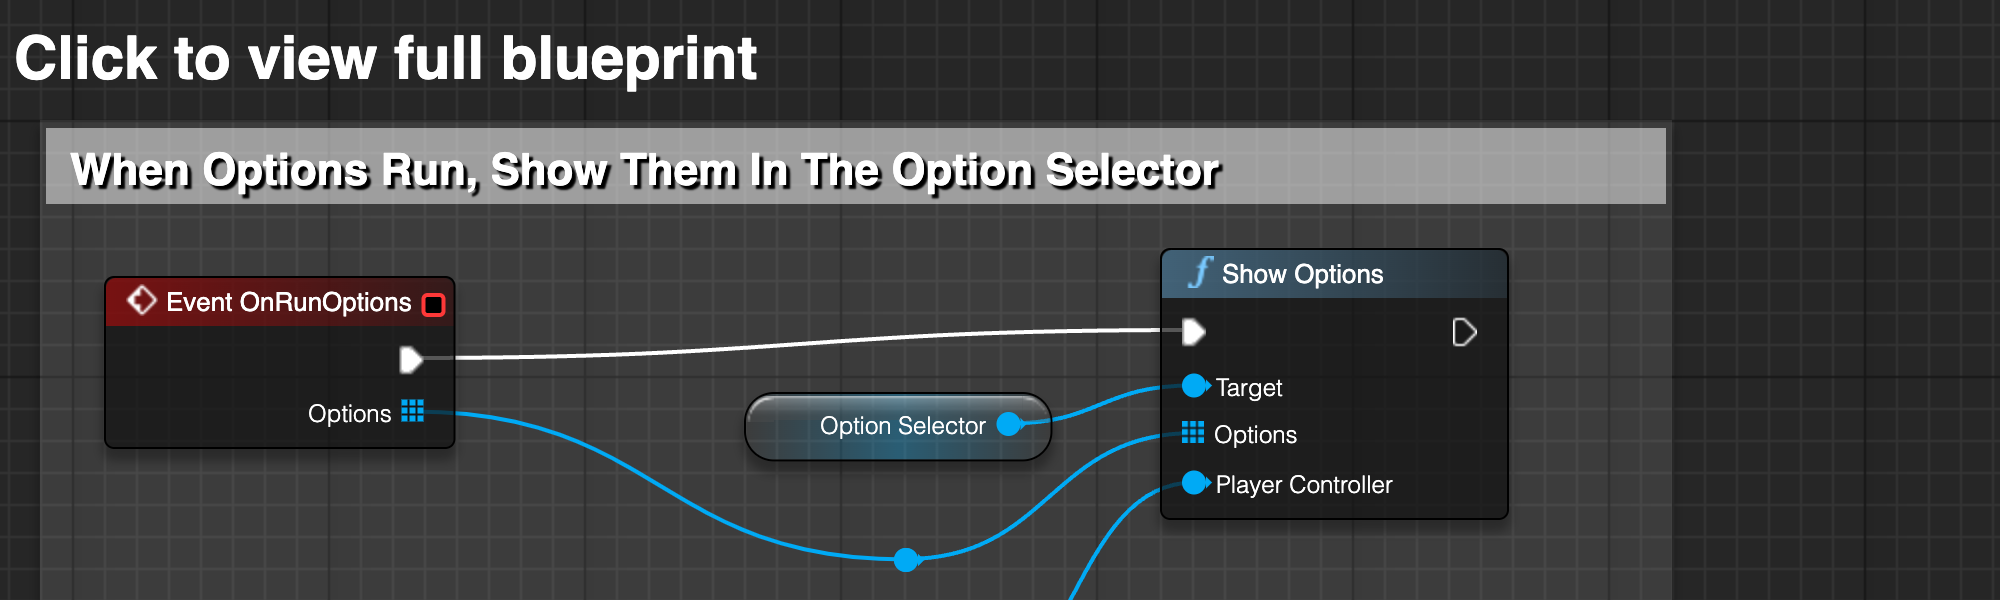 Click to view full blueprint
When Options Run, Show Them In The Option Selector
Event OnRunOptions
Options
Option Selector
Show Options
Target
Options
Player Controller